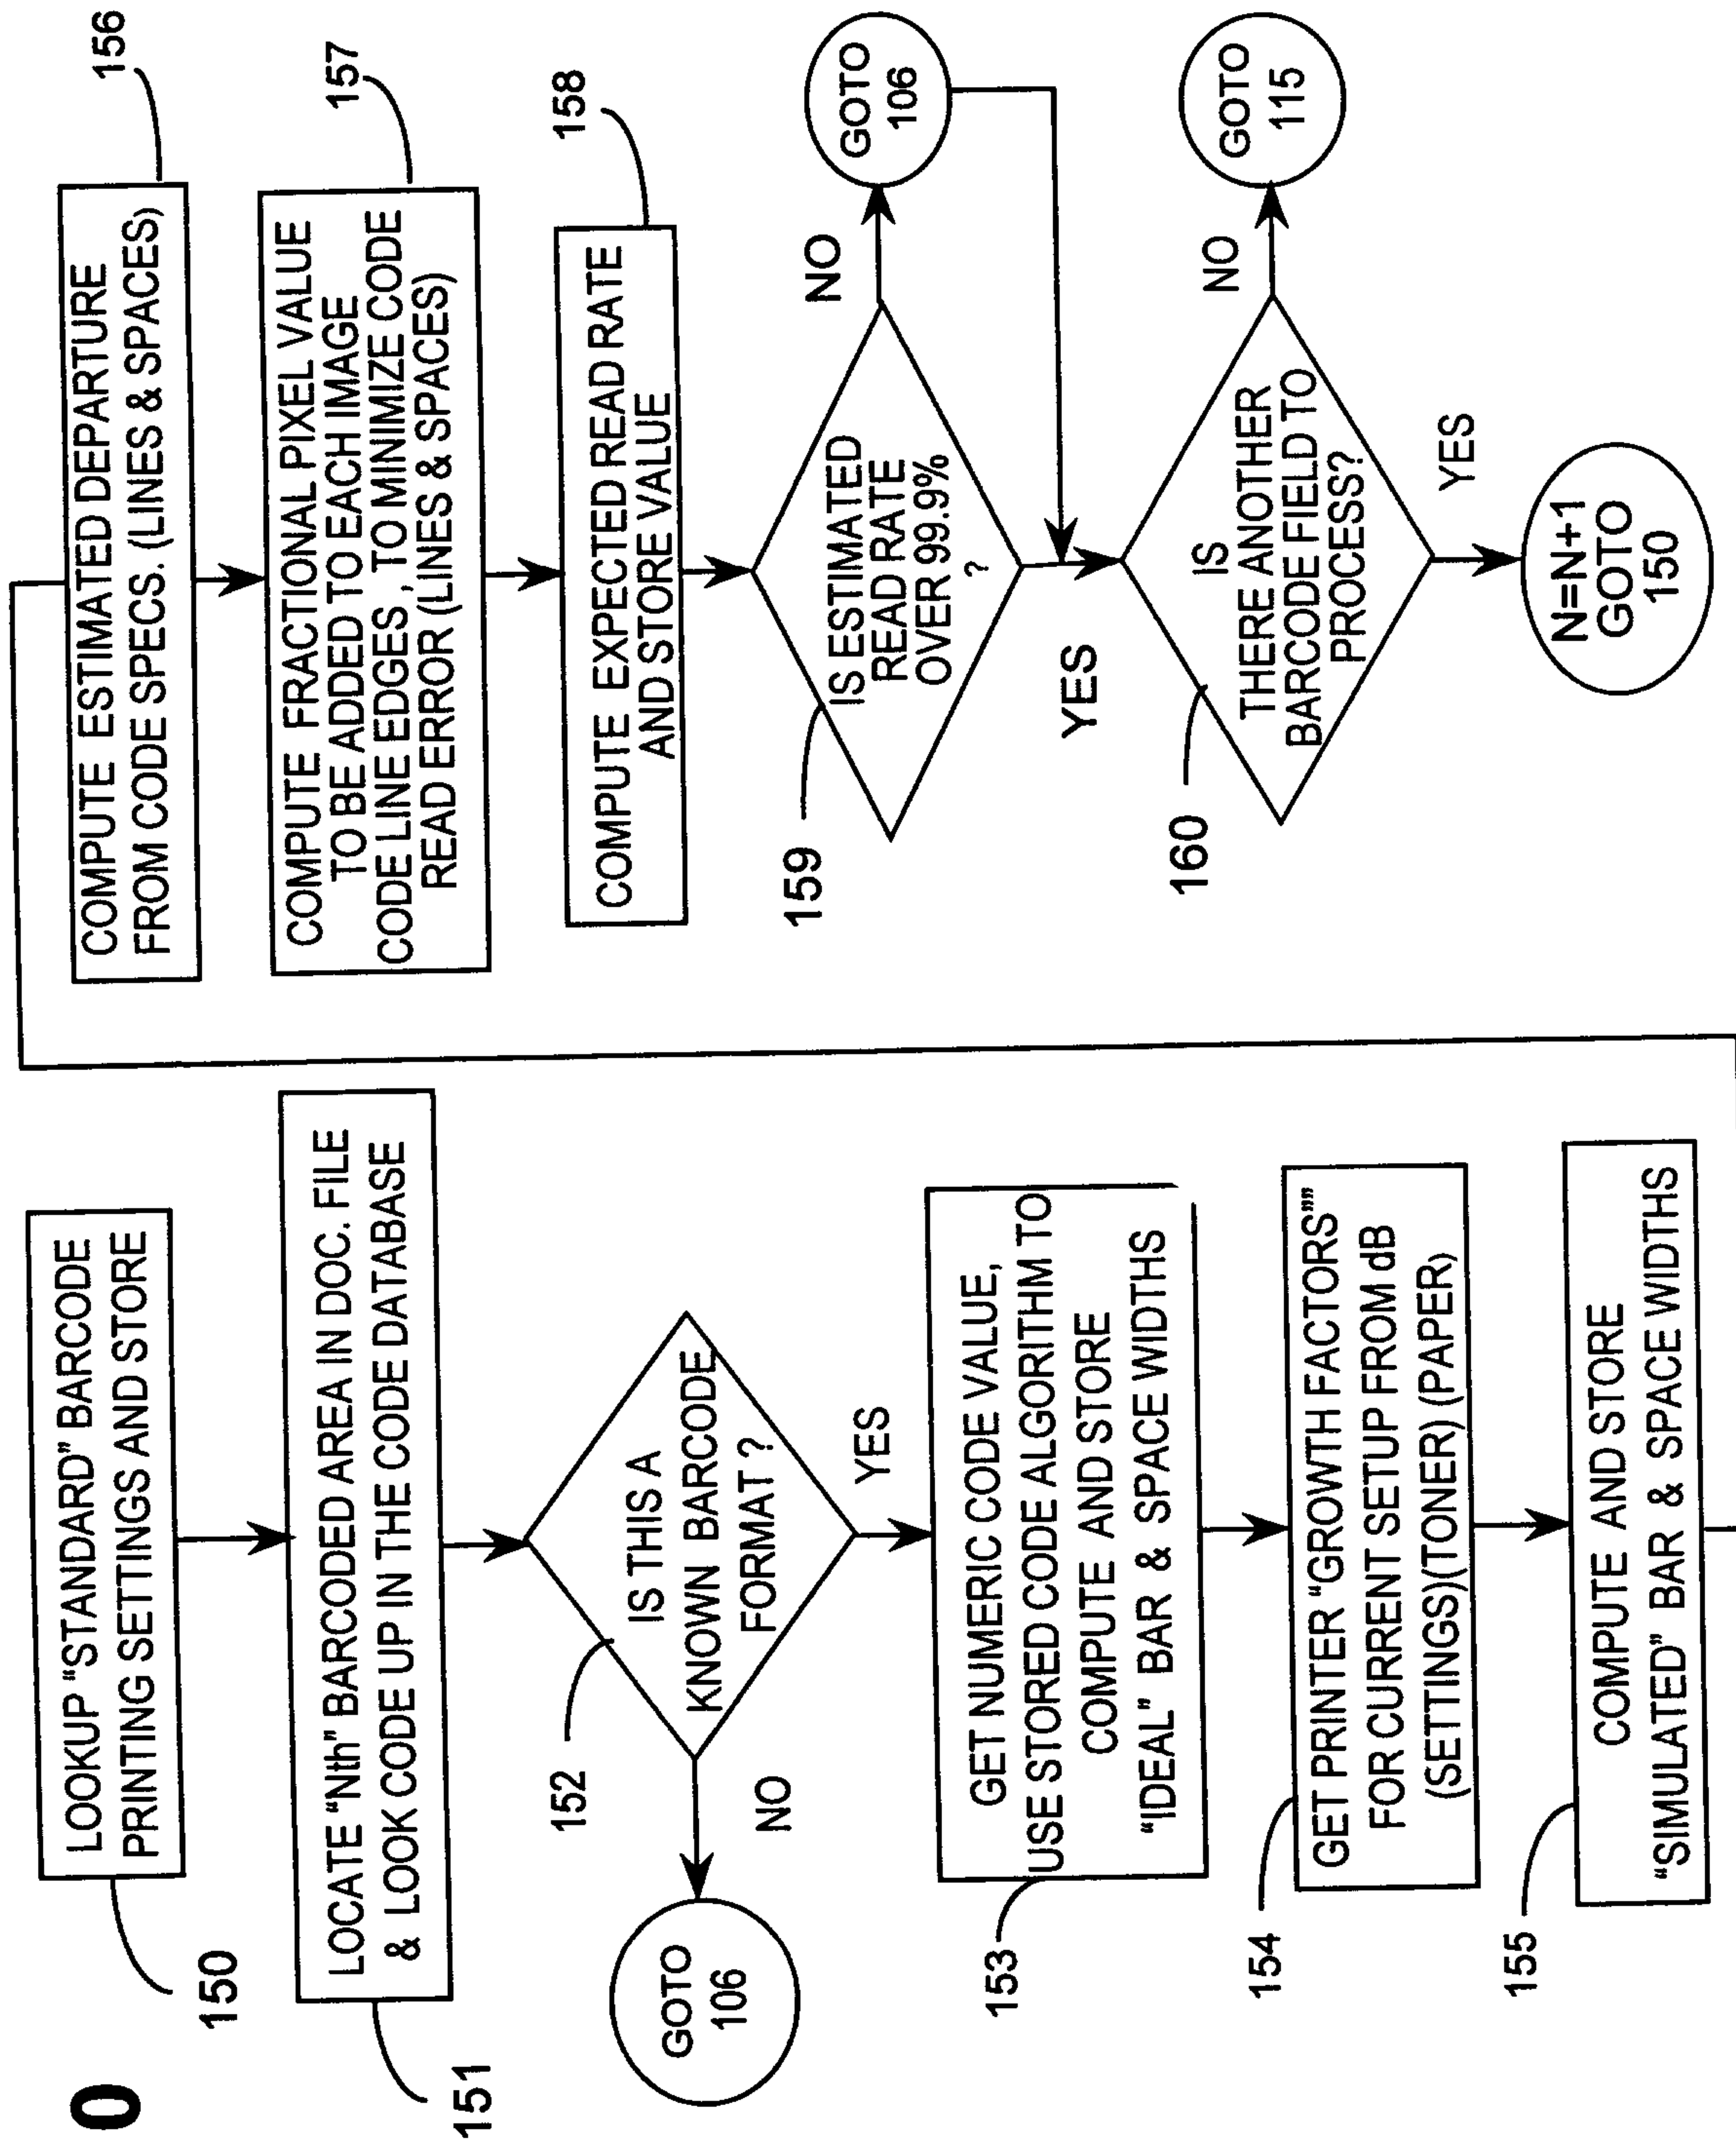 0
LOOKUP "STANDARD" BARCODE
PRINTING SETTINGS AND STORE
150
LOCATE "Nth" BARCODED AREA IN DOC. FILE
& LOOK CODE UP IN THE CODE DATABASE
151
IS THIS A
KNOWN BARCODE
FORMAT ?
152
NO
YES
GOTO
106
GET NUMERIC CODE VALUE,
USE STORED CODE ALGORITHM TO
COMPUTE AND STORE
"IDEAL" BAR & SPACE WIDTHS
153
GET PRINTER "GROWTH FACTORS""
FOR CURRENT SETUP FROM dB
(SETTINGS)(TONER) (PAPER)
154
COMPUTE AND STORE
"SIMULATED" BAR & SPACE WIDTHS
155
COMPUTE ESTIMATED DEPARTURE
FROM CODE SPECS. (LINES & SPACES)
156
COMPUTE FRACTIONAL PIXEL VALUE
TO BE ADDED TO EACH IMAGE
CODE LINE EDGES , TO MINIMIZE CODE
READ ERROR (LINES & SPACES)
157
COMPUTE EXPECTED READ RATE
AND STORE VALUE
158
IS ESTIMATED
READ RATE
OVER 99.9%
?
159
NO
GOTO
106
YES
IS
THERE ANOTHER
BARCODE FIELD TO
PROCESS?
160
NO
GOTO
115
YES
N=N+1
GOTO
150